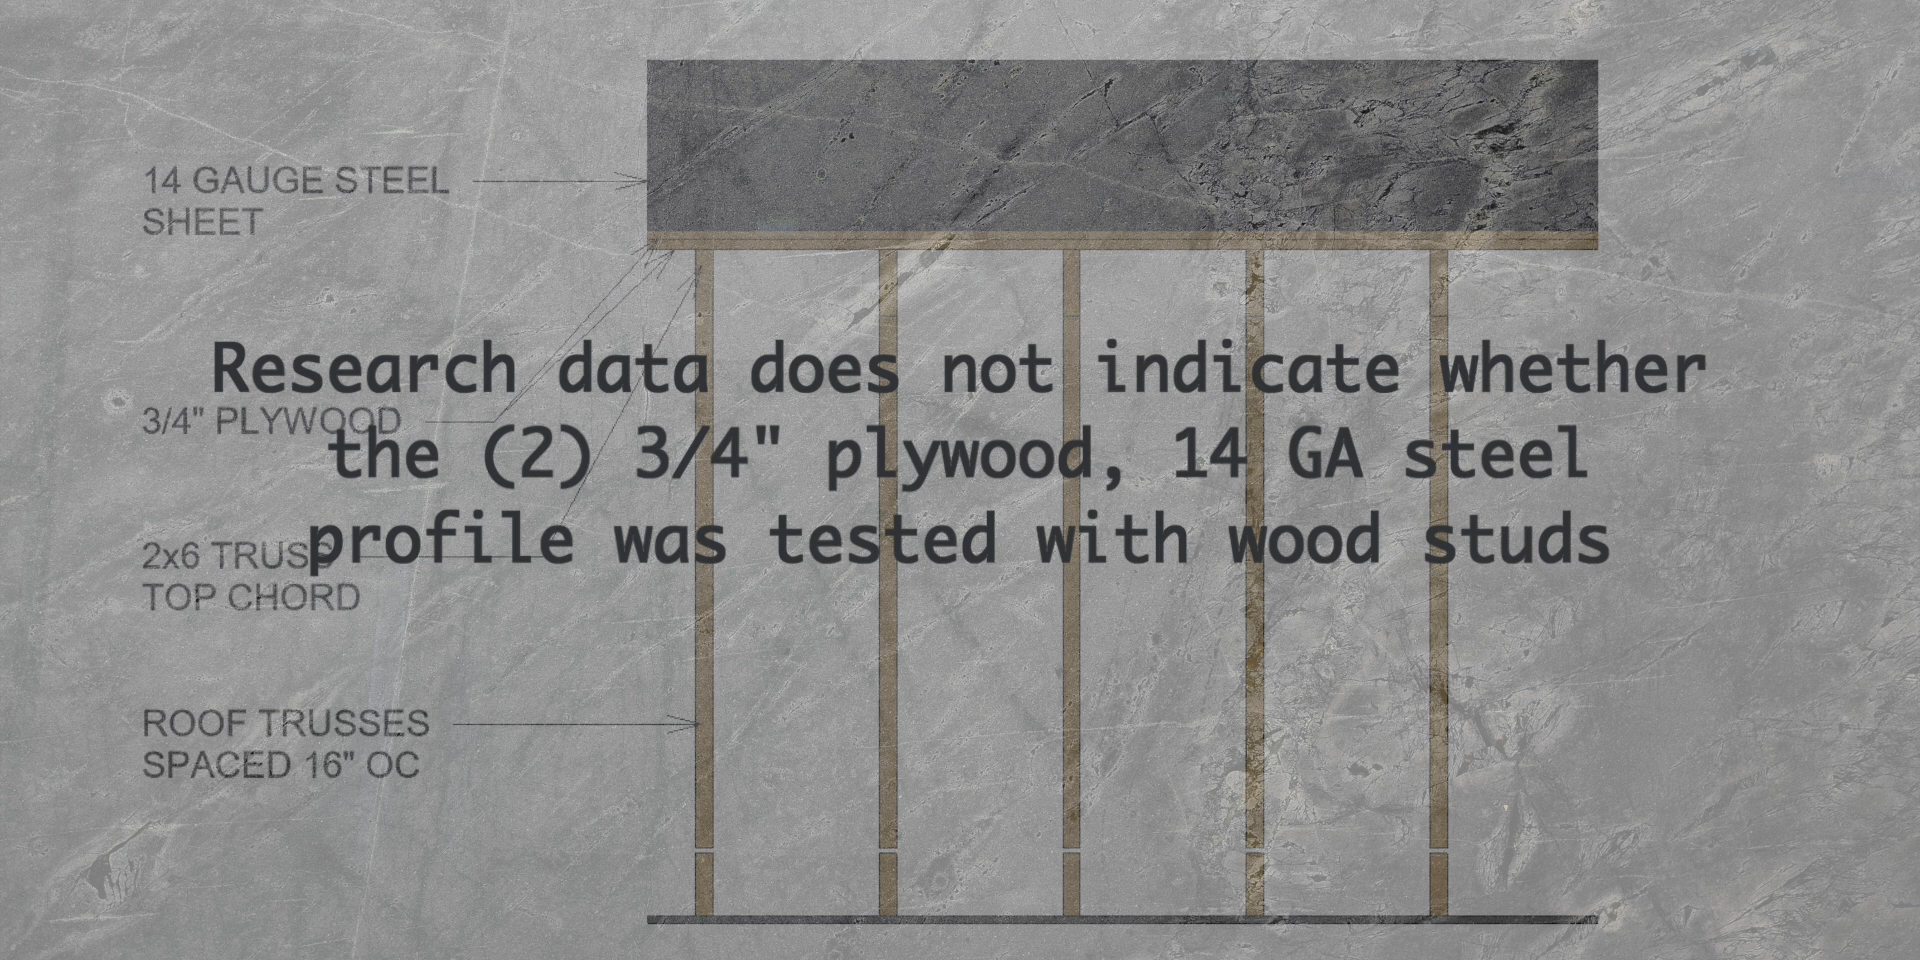 14 GAUGE STEEL
SHEET
Research data does not indicate whether
3/4" PLYWOOD
the (2) 3/4" plywood, 14 GA steel
profile was tested with wood studs
2x6 TRUSS
TOP CHORD
ROOF TRUSSES
SPACED 16" OC